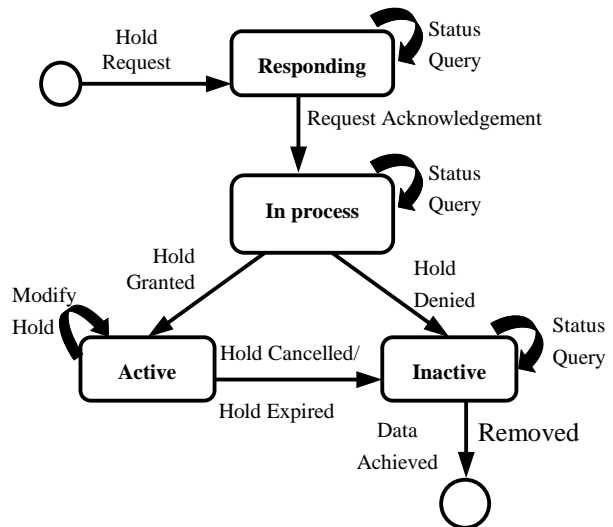 Hold
Request
Responding
Status
Query
Request Acknowledgement
In process
Status
Query
Hold
Granted
Hold
Denied
Modify
Hold
Active
Hold Cancelled/
Hold Expired
Inactive
Status
Query
Data
Achieved
Removed